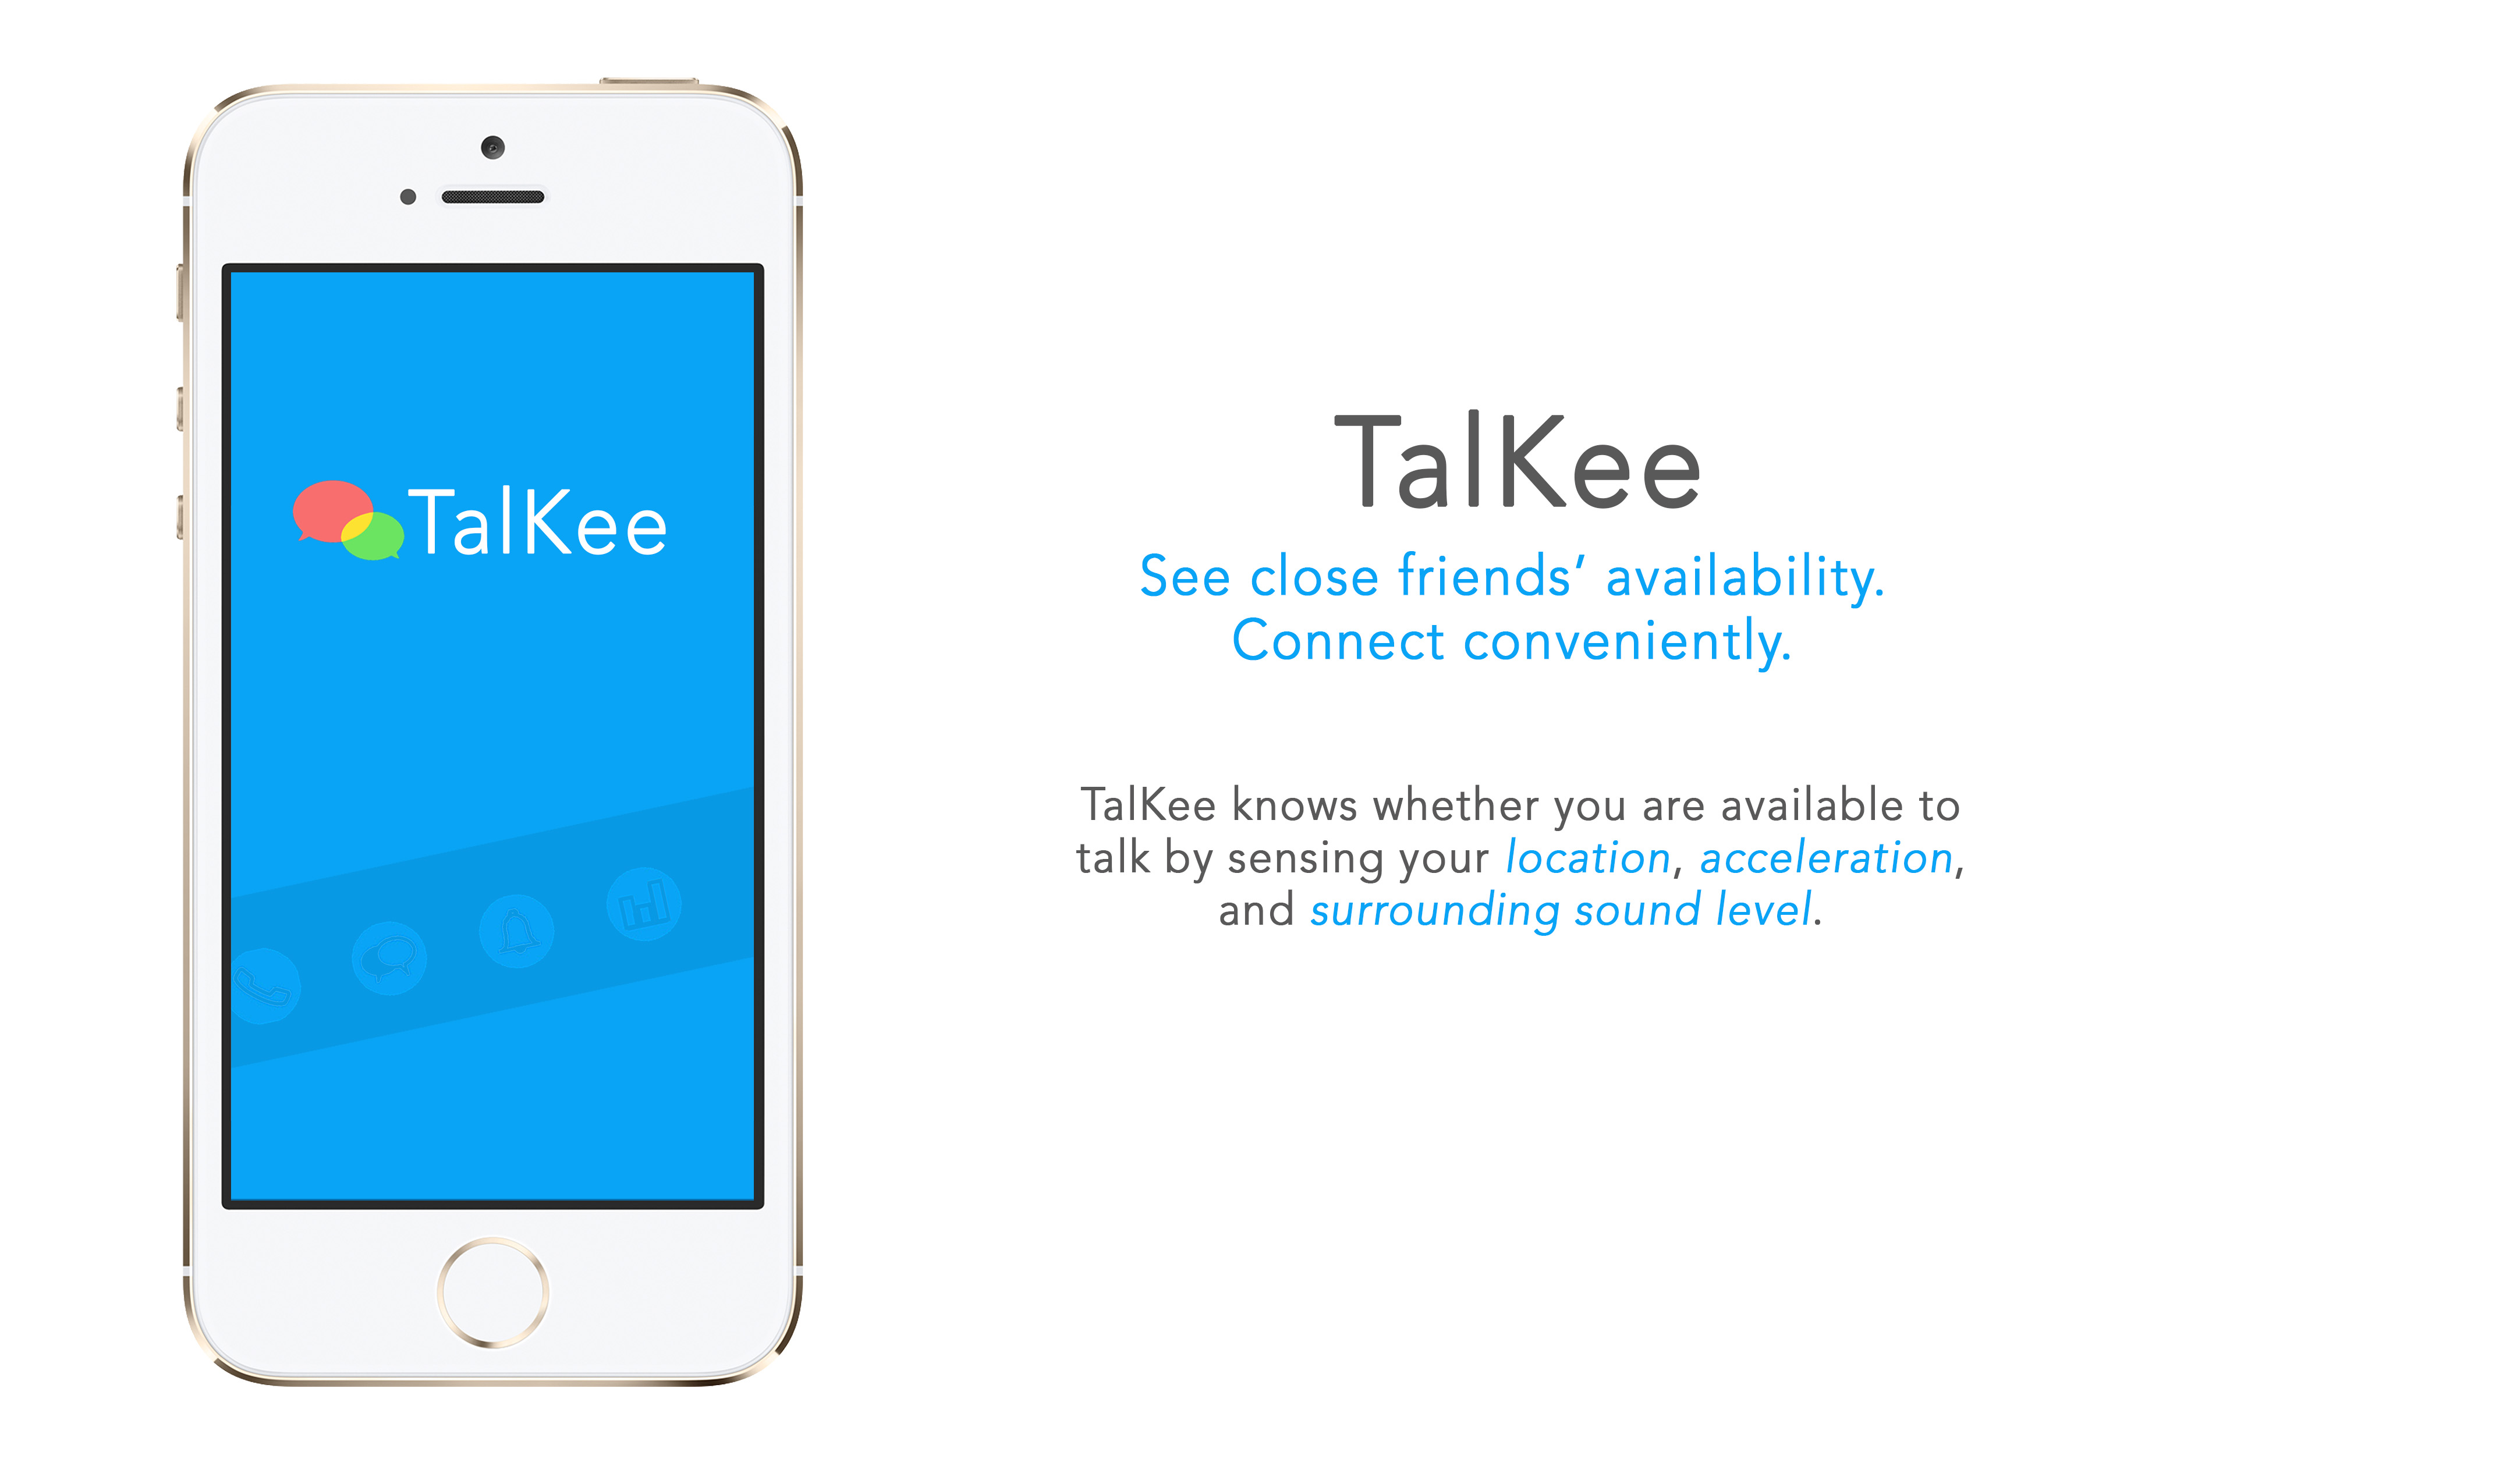 TalKee
TalKee
See close friends’ availability.
Connect conveniently.
TalKee knows whether you are available to
talk by sensing your location, acceleration,
and surrounding sound level.